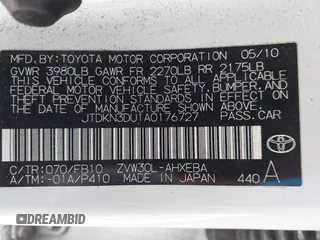 MFD. BY: TOYOTA MOTOR CORPORATION 05/10
GVWR 3980LB GAWR FR 2270LB RR 2175LB
THIS VEHICLE CONFORMS TO ALL APPLICABLE
FEDERAL MOTOR VEHICLE SAFETY, BUMPER, AND
THEFT PREVENTION STANDARDS IN EFFECT ON
THE DATE OF MANUFACTURE SHOWN ABOVE.
JTDKN3DU1A0176727 PASS. CAR
C/TR: 070/FB10 ZVW30L-AHXEBA
A/TM: -01A/P410 MADE IN JAPAN 440 A
TOYOTA
DREAMBID